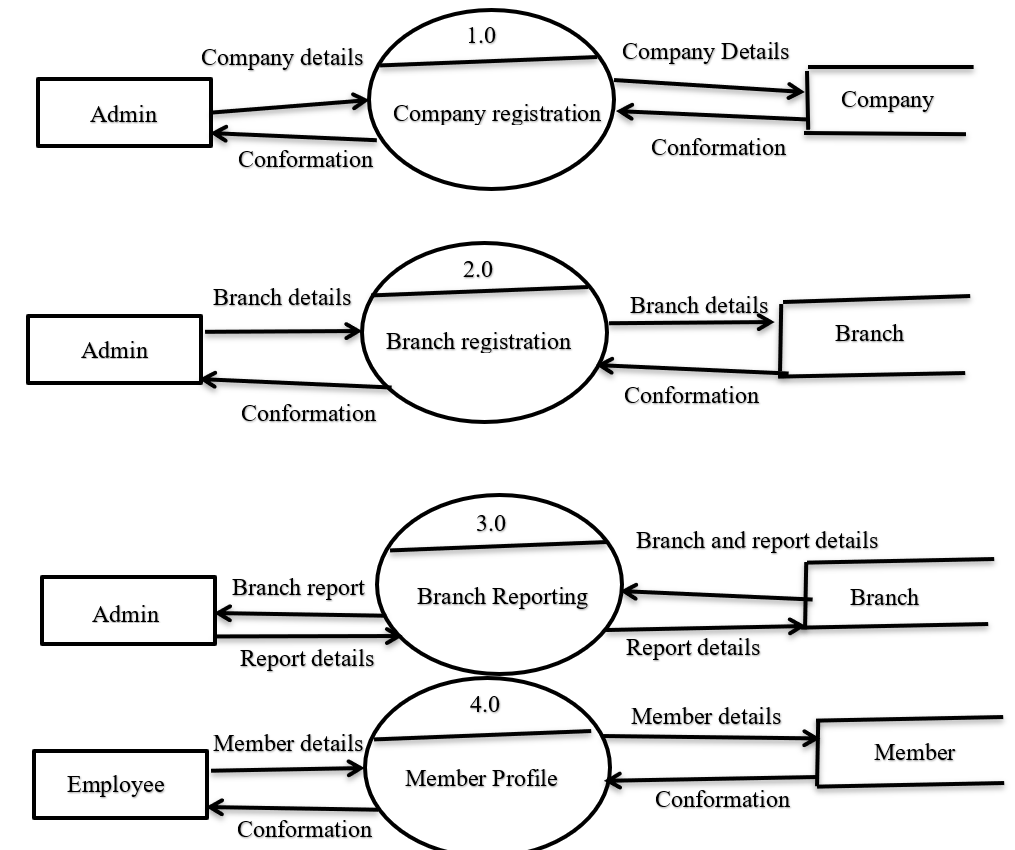 1.0
Company details
Company Details
Admin
Company registration
Company
Conformation
Conformation
2.0
Branch details
Branch details
Admin
Branch registration
Branch
Conformation
Conformation
3.0
Branch and report details
Branch report
Admin
Branch Reporting
Branch
Report details
Report details
4.0
Member details
Member details
Employee
Member Profile
Member
Conformation
Conformation